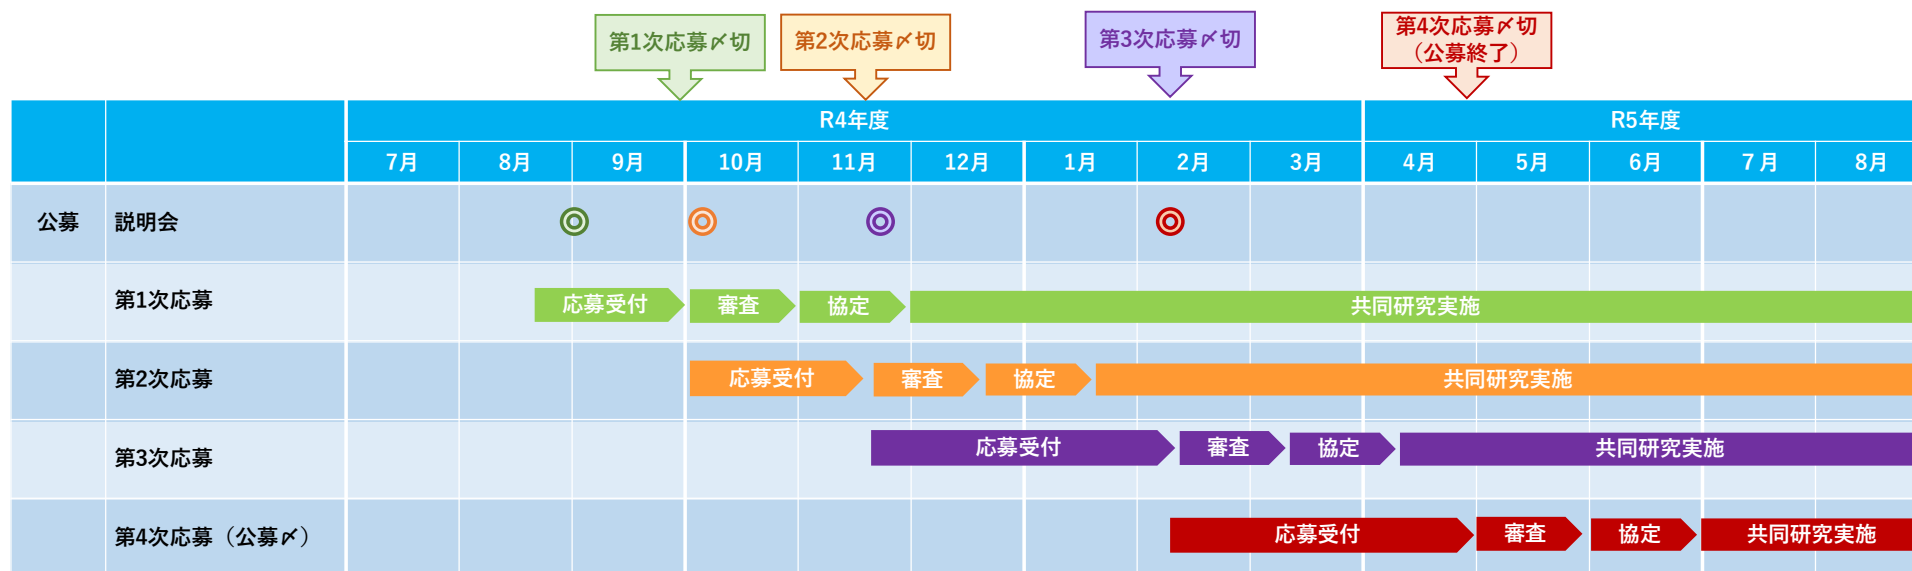 第1次応募〆切
第2次応募〆切
第3次応募〆切
第4次応募〆切
（公募終了）
R4年度
R5年度
7月
8月
9月
10月
11月
12月
1月
2月
3月
4月
5月
6月
７月
8月
公募
説明会
第1次応募
応募受付
審査
協定
共同研究実施
第2次応募
応募受付
審査
協定
共同研究実施
第3次応募
応募受付
審査
協定
共同研究実施
第4次応募（公募〆）
応募受付
審査
協定
共同研究実施